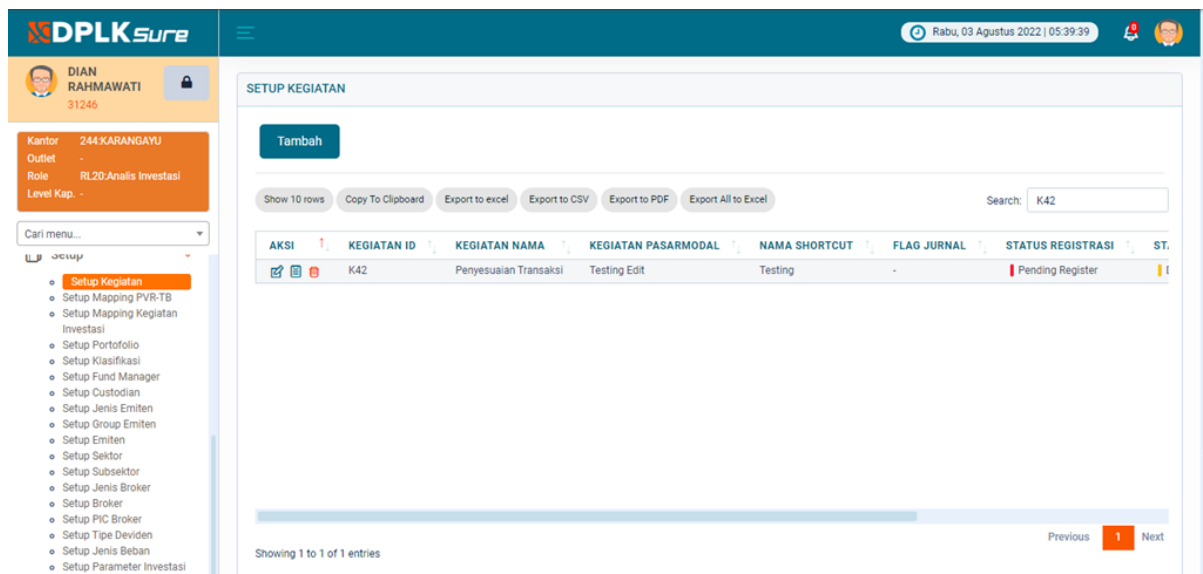 DPLK Sure
Rabu, 03 Agustus 2022 | 05:39:39
0
DIAN
RAHMAWATI
31246
Kantor 244:KARANGAYU
Outlet -
Role RL20:Analis Investasi
Level Kap. -
Cari menu...
Setup
Setup Kegiatan
Setup Mapping PVR-TB
Setup Mapping Kegiatan
Investasi
Setup Portofolio
Setup Klasifikasi
Setup Fund Manager
Setup Custodian
Setup Jenis Emiten
Setup Group Emiten
Setup Emiten
Setup Sektor
Setup Subsektor
Setup Jenis Broker
Setup Broker
Setup PIC Broker
Setup Tipe Deviden
Setup Jenis Beban
Setup Parameter Investasi
SETUP KEGIATAN
Tambah
Show 10 rows Copy To Clipboard Export to excel Export to CSV Export to PDF Export All to Excel Search: K42
AKSI KEGIATAN ID KEGIATAN NAMA KEGIATAN PASARMODAL NAMA SHORTCUT FLAG JURNAL STATUS REGISTRASI
K42 Penyesuaian Transaksi Testing Edit Testing - Pending Register
Previous 1 Next
Showing 1 to 1 of 1 entries